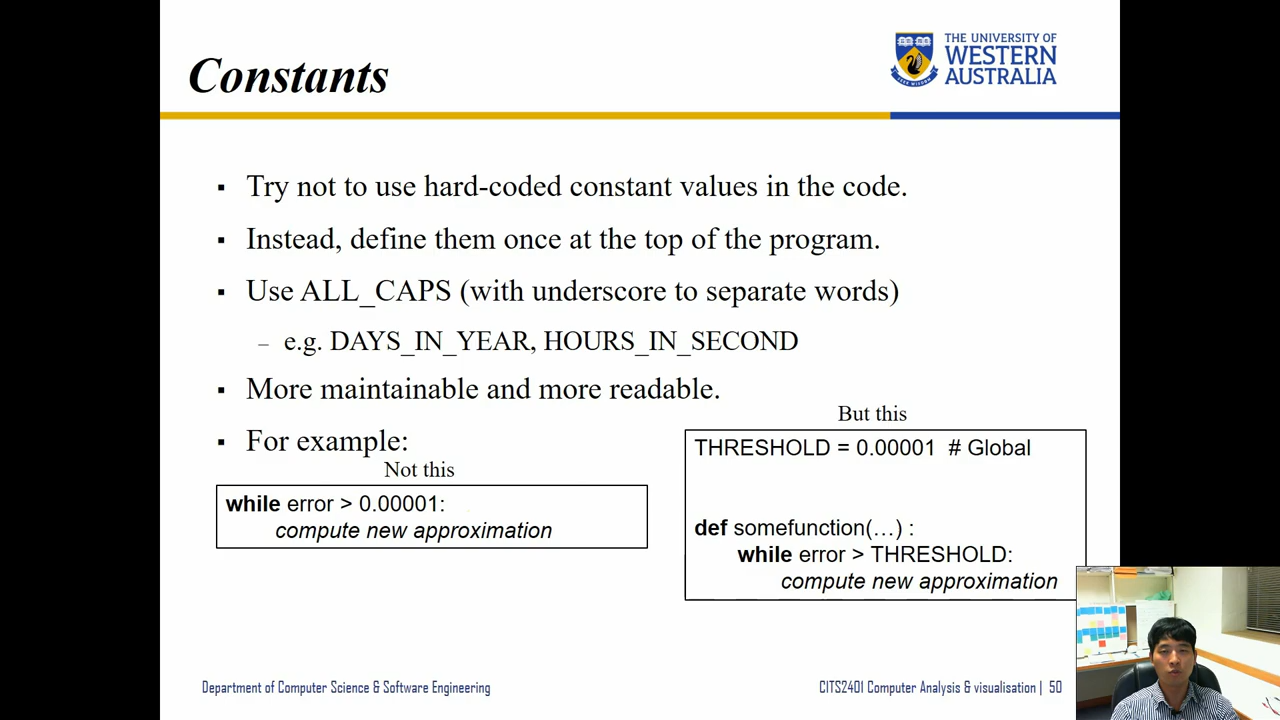 THE UNIVERSITY OF
WESTERN
AUSTRALIA
Constants
▪ Try not to use hard-coded constant values in the code.
▪ Instead, define them once at the top of the program.
▪ Use ALL_CAPS (with underscore to separate words)
– e.g. DAYS_IN_YEAR, HOURS_IN_SECOND
▪ More maintainable and more readable.
▪ For example:
Not this
while error > 0.00001:
compute new approximation
But this
THRESHOLD = 0.00001 # Global
def somefunction(…) :
while error > THRESHOLD:
compute new approximation
Department of Computer Science & Software Engineering
CITS2401 Computer Analysis & visualisation | 50